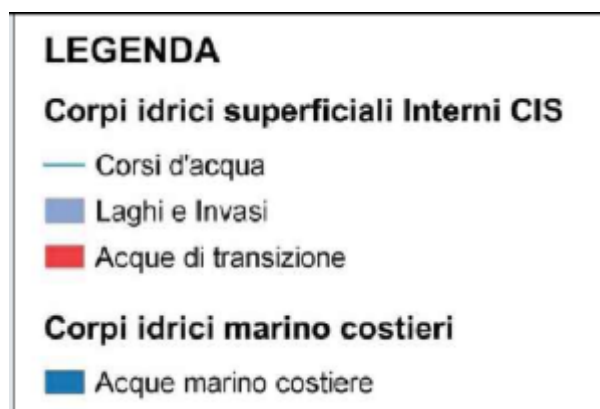 LEGENDA
Corpi idrici superficiali Interni CIS
Corsi d'acqua
Laghi e Invasi
Acque di transizione
Corpi idrici marino costieri
Acque marino costiere